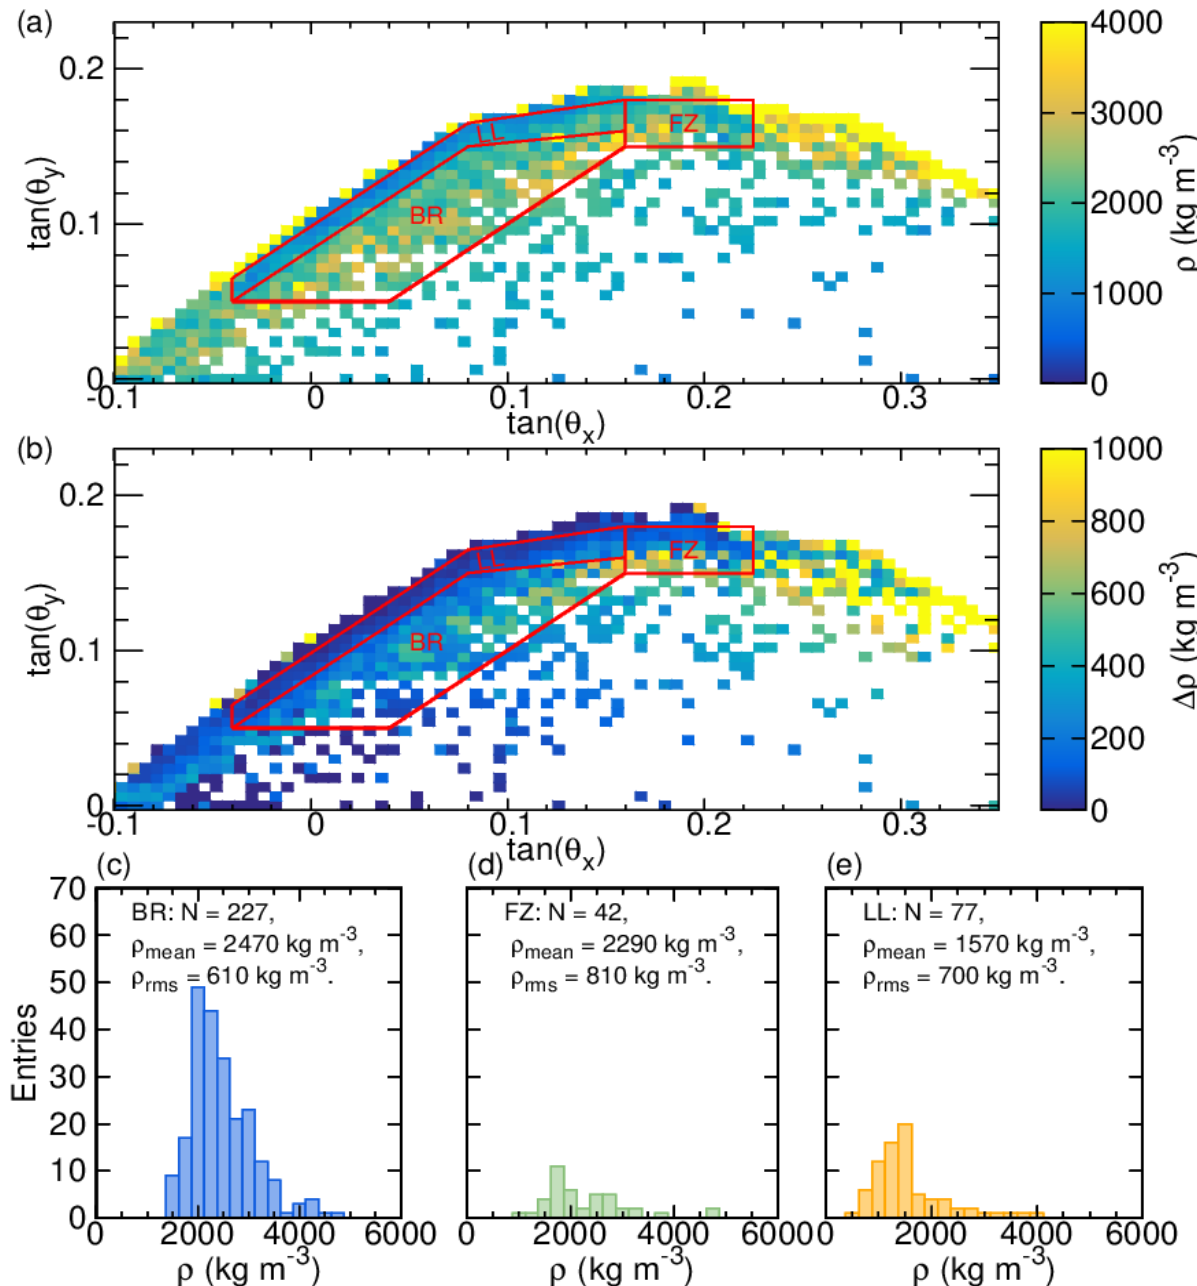 (a)
4000
3000
2000
1000
0
ρ (kg m⁻³)
0.2
0.1
0
tan(θy)
LL
FZ
BR
-0.1 0 0.1 0.2 0.3
tan(θx)
(b)
1000
800
600
400
200
0
Δρ (kg m⁻³)
0.2
0.1
0
tan(θy)
LL
FZ
BR
-0.1 0 0.1 0.2 0.3
tan(θx)
(c)
70
60
50
40
30
20
10
0
Entries
BR: N = 227,
ρmean = 2470 kg m⁻³,
ρrms = 610 kg m⁻³.
0 2000 4000 6000
ρ (kg m⁻³)
(d)
FZ: N = 42,
ρmean = 2290 kg m⁻³,
ρrms = 810 kg m⁻³.
0 2000 4000 6000
ρ (kg m⁻³)
(e)
LL: N = 77,
ρmean = 1570 kg m⁻³,
ρrms = 700 kg m⁻³.
0 2000 4000 6000
ρ (kg m⁻³)